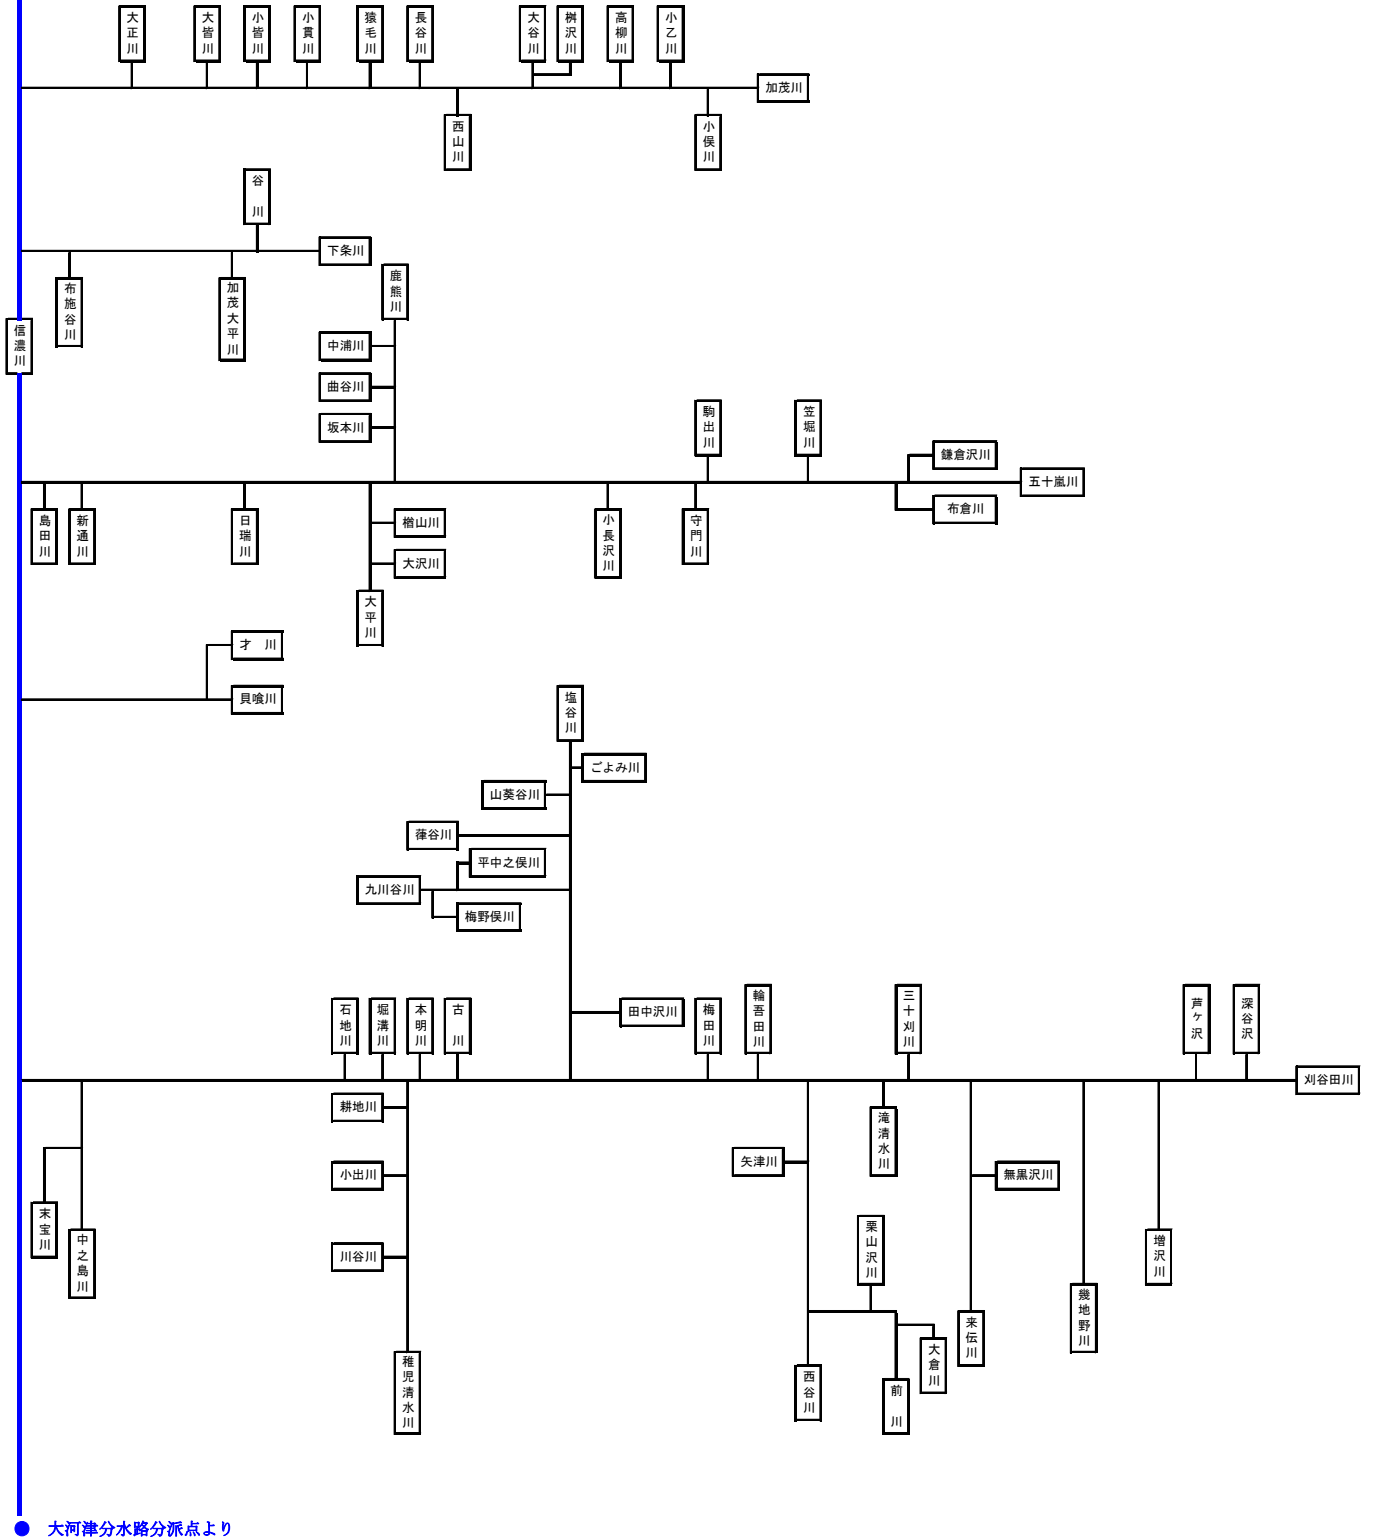 大正川
大皆川
小皆川
小貫川
猿毛川
長谷川
大谷川
桝沢川
高柳川
小乙川
加茂川
西山川
小俣川
谷　川
下条川
布施谷川
加茂大平川
鹿熊川
信濃川
中浦川
曲谷川
坂本川
駒出川
笠堀川
鎌倉沢川
五十嵐川
布倉川
島田川
新通川
日瑞川
楢山川
大沢川
大平川
小長沢川
守門川
才　川
貝喰川
塩谷川
ごよみ川
山葵谷川
葎谷川
平中之俣川
九川谷川
梅野俣川
石地川
堀溝川
本明川
古　川
田中沢川
梅田川
輪吾田川
三十刈川
芦ヶ沢
深谷沢
刈谷田川
耕地川
小出川
川谷川
稚児清水川
末宝川
中之島川
矢津川
滝清水川
無黒沢川
栗山沢川
西谷川
前　川
大倉川
来伝川
幾地野川
増沢川
● 大河津分水路分派点より